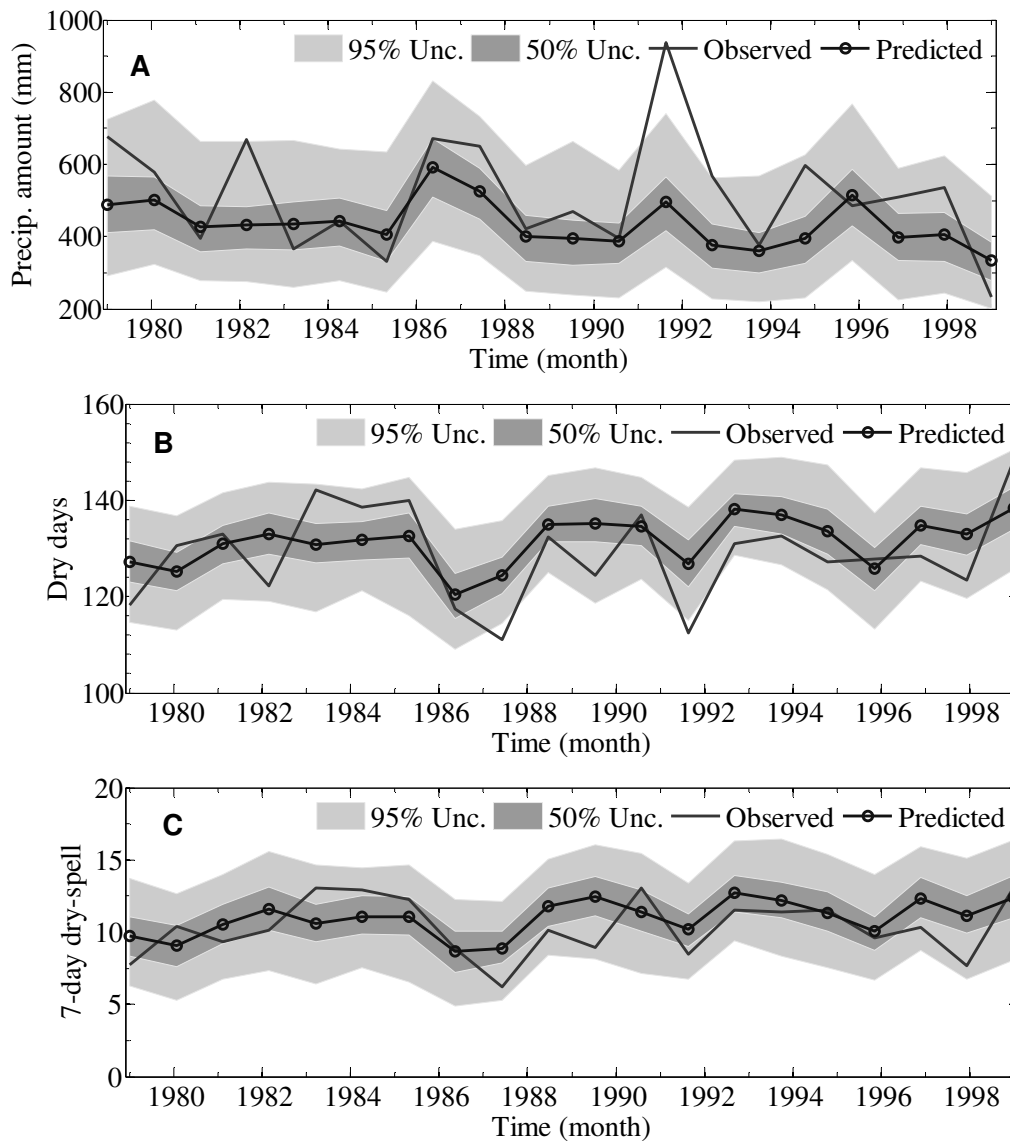 1000
800
600
400
200
Precip. amount (mm)
A
95% Unc.
50% Unc.
Observed
Predicted
1980 1982 1984 1986 1988 1990 1992 1994 1996 1998
Time (month)
160
140
120
100
Dry days
B
95% Unc.
50% Unc.
Observed
Predicted
1980 1982 1984 1986 1988 1990 1992 1994 1996 1998
Time (month)
20
15
10
5
0
7-day dry-spell
C
95% Unc.
50% Unc.
Observed
Predicted
1980 1982 1984 1986 1988 1990 1992 1994 1996 1998
Time (month)